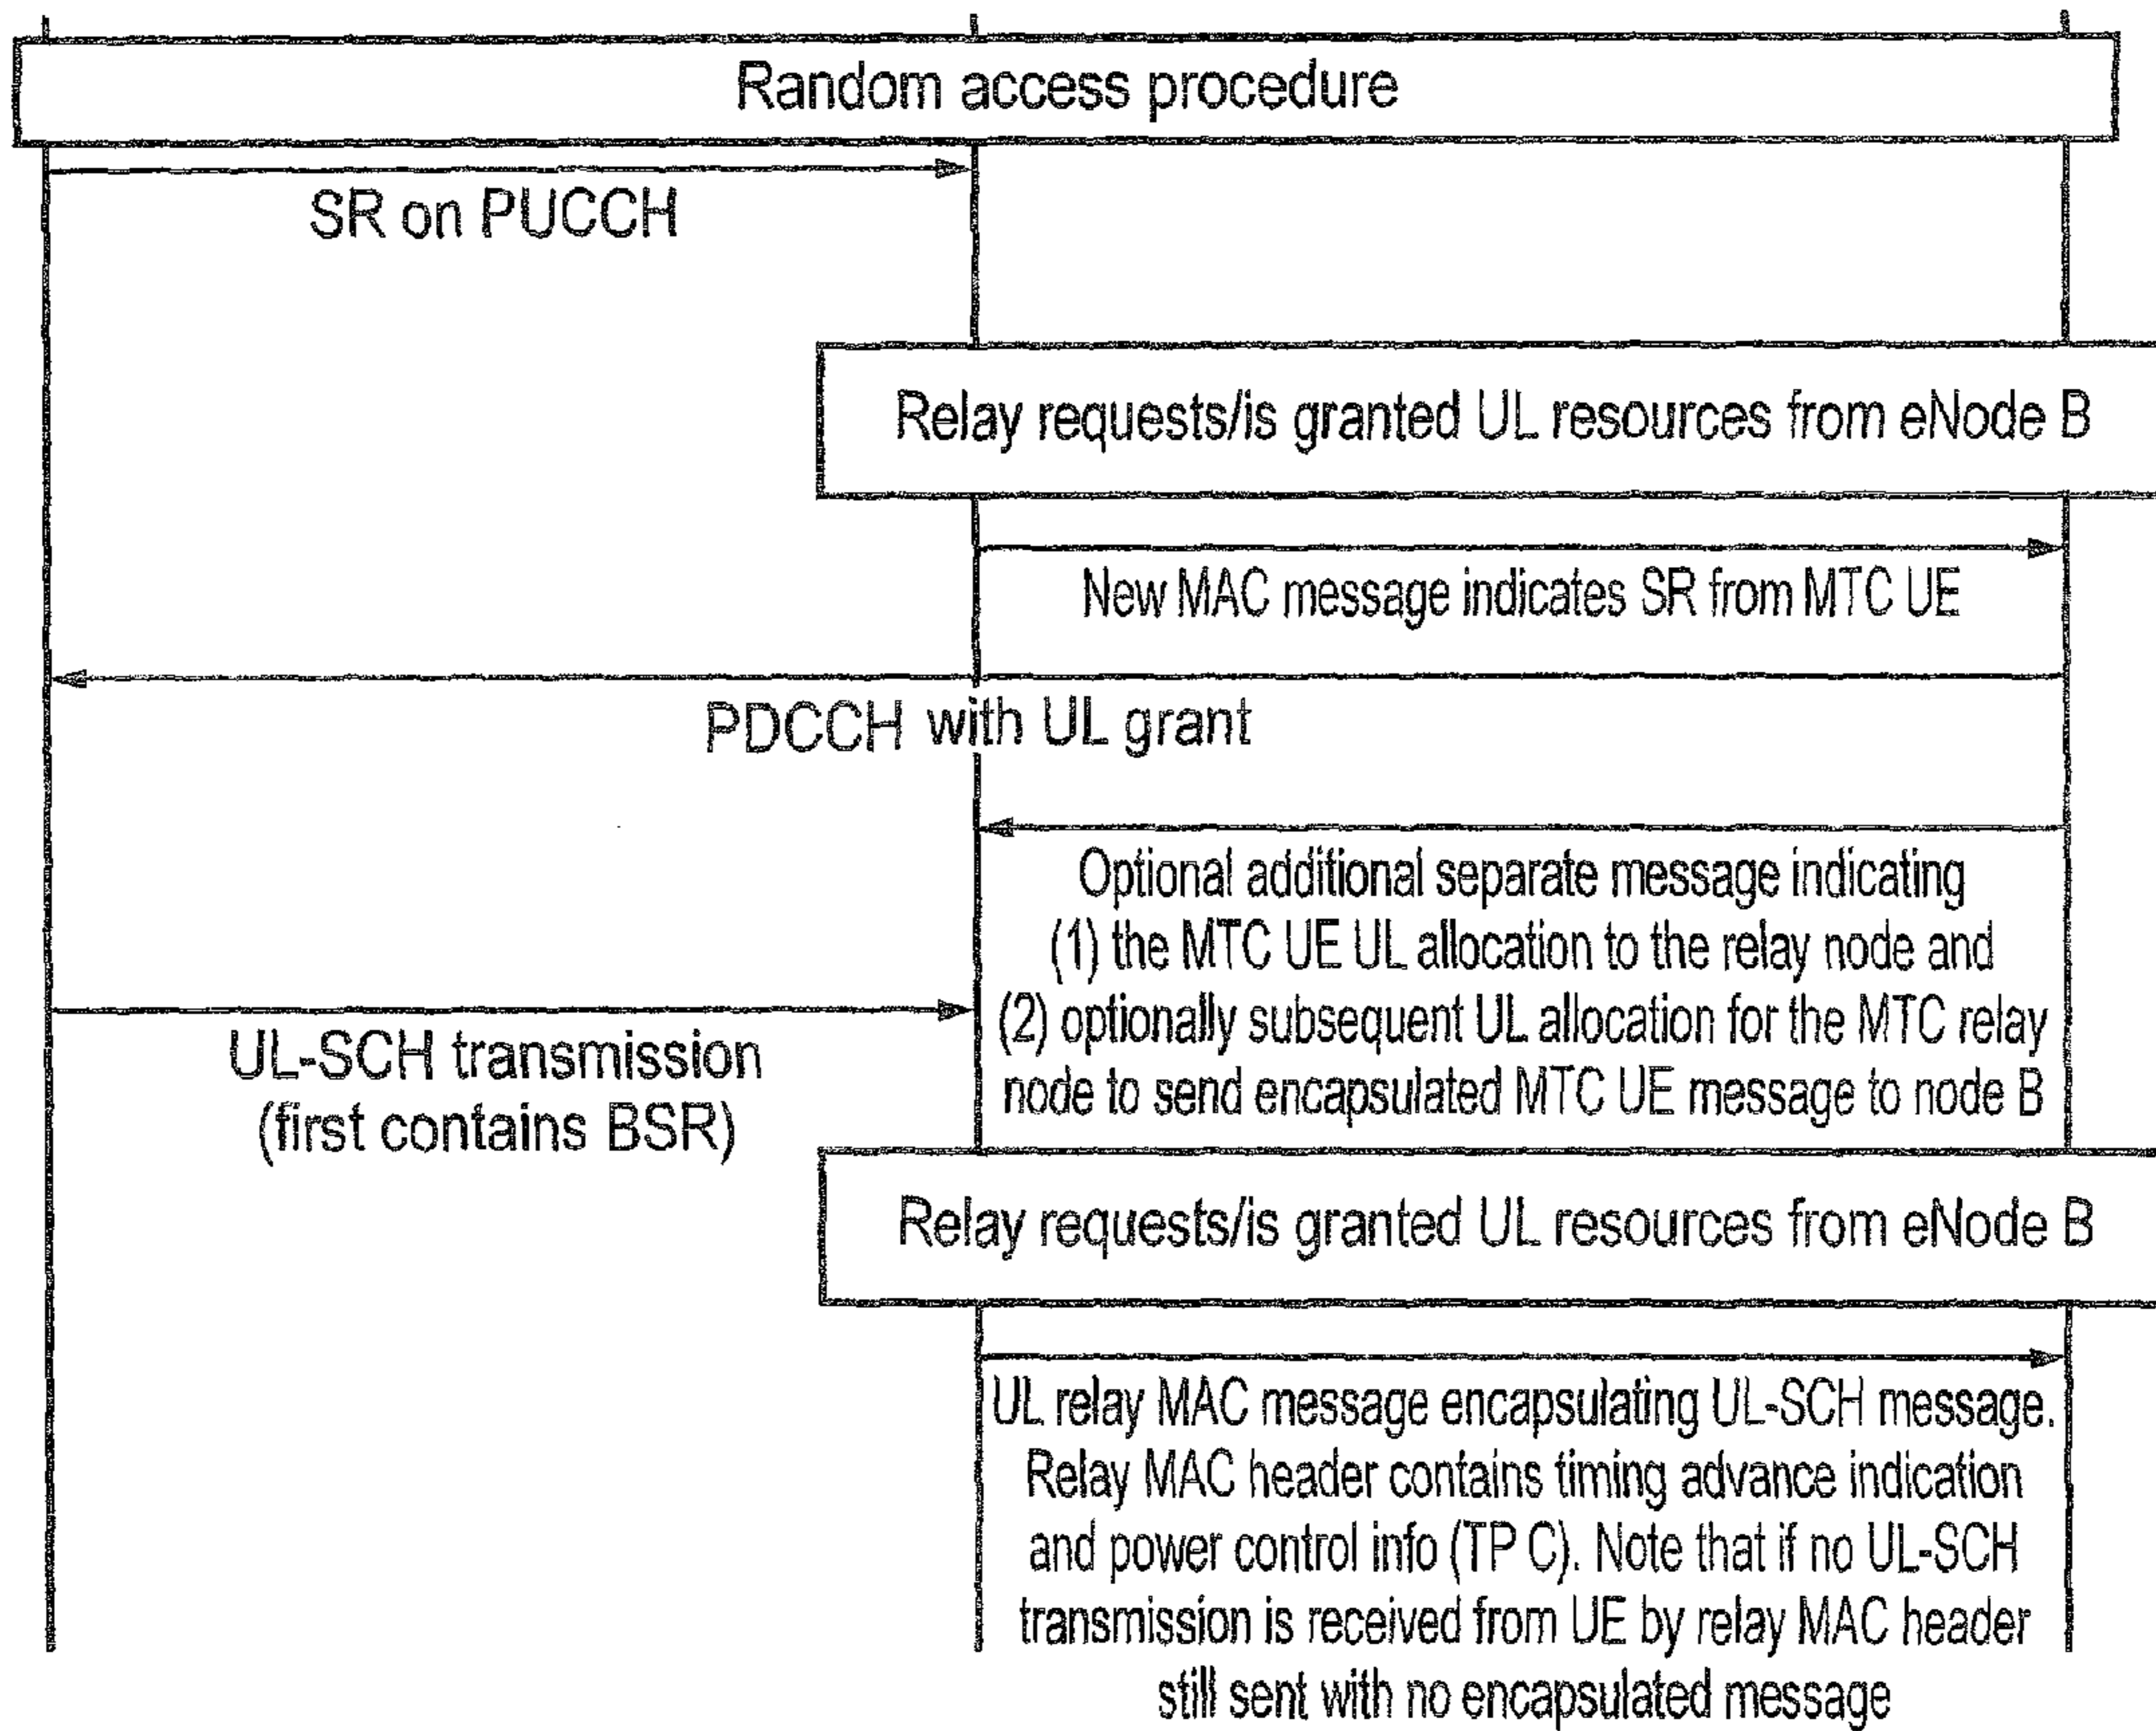 Random access procedure
SR on PUCCH
Relay requests/is granted UL resources from eNode B
New MAC message indicates SR from MTC UE
PDCCH with UL grant
Optional additional separate message indicating
(1) the MTC UE UL allocation to the relay node and
(2) optionally subsequent UL allocation for the MTC relay
node to send encapsulated MTC UE message to node B
UL-SCH transmission
(first contains BSR)
Relay requests/is granted UL resources from eNode B
UL relay MAC message encapsulating UL-SCH message.
Relay MAC header contains timing advance indication
and power control info (TP C). Note that if no UL-SCH
transmission is received from UE by relay MAC header
still sent with no encapsulated message